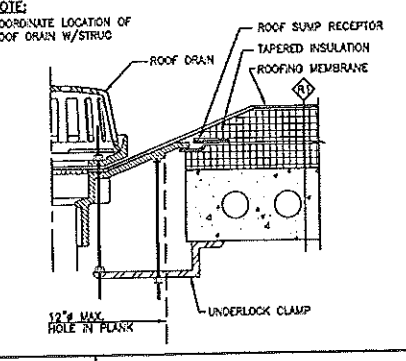 OTE:
OORDINATE LOCATION OF
OOF DRAIN W/STRUC
ROOF SUMP RECEPTOR
ROOF DRAIN
TAPERED INSULATION
ROOFING MEMBRANE
R1
12"ø MAX.
HOLE IN PLANK
UNDERLOCK CLAMP